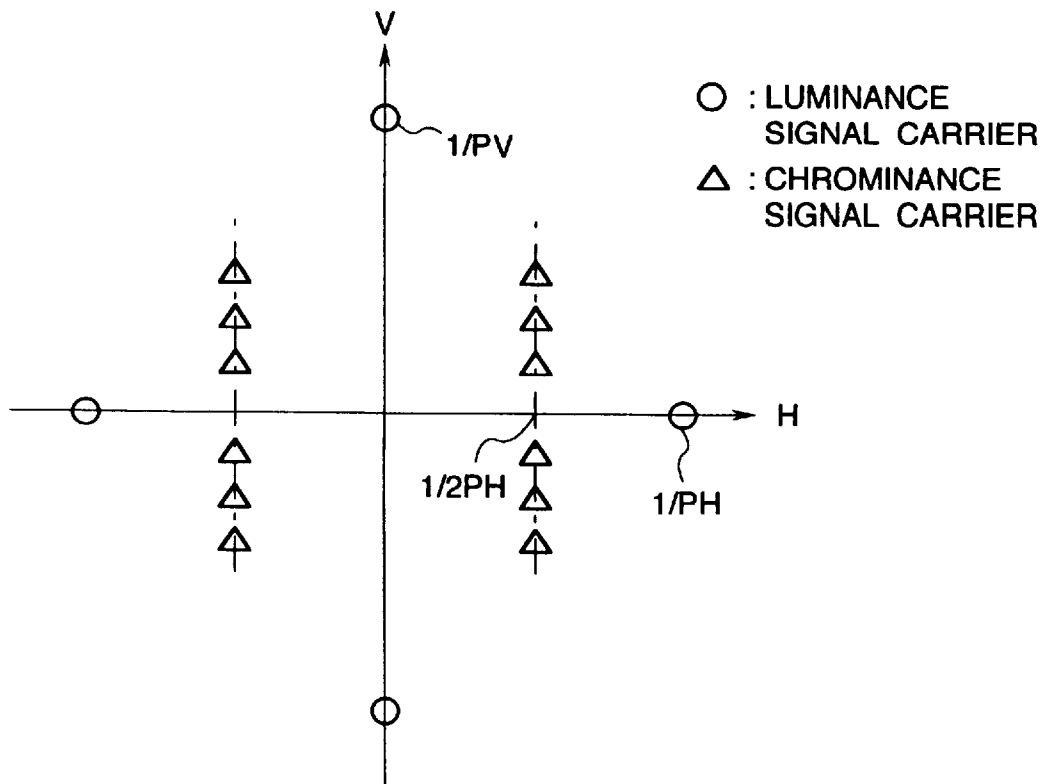 V
: LUMINANCE
SIGNAL CARRIER
1/PV
: CHROMINANCE
SIGNAL CARRIER
H
1/2PH
1/PH